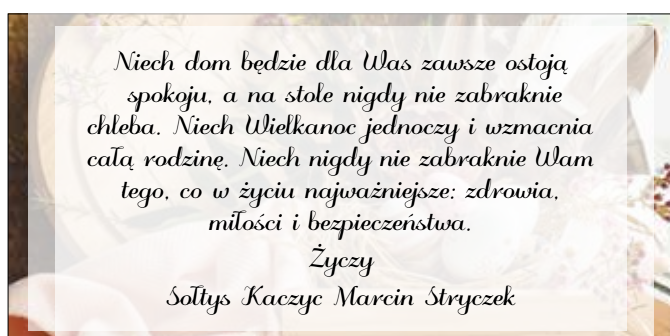 Niech dom będzie dla Was zawsze ostoją
spokoju, a na stole nigdy nie zabraknie
chleba. Niech Wielkanoc jednoczy i wzmacnia
całą rodzinę. Niech nigdy nie zabraknie Wam
tego, co w życiu najważniejsze: zdrowia,
miłości i bezpieczeństwa.
Życzy
Sołtys Kaczyc Marcin Stryczek